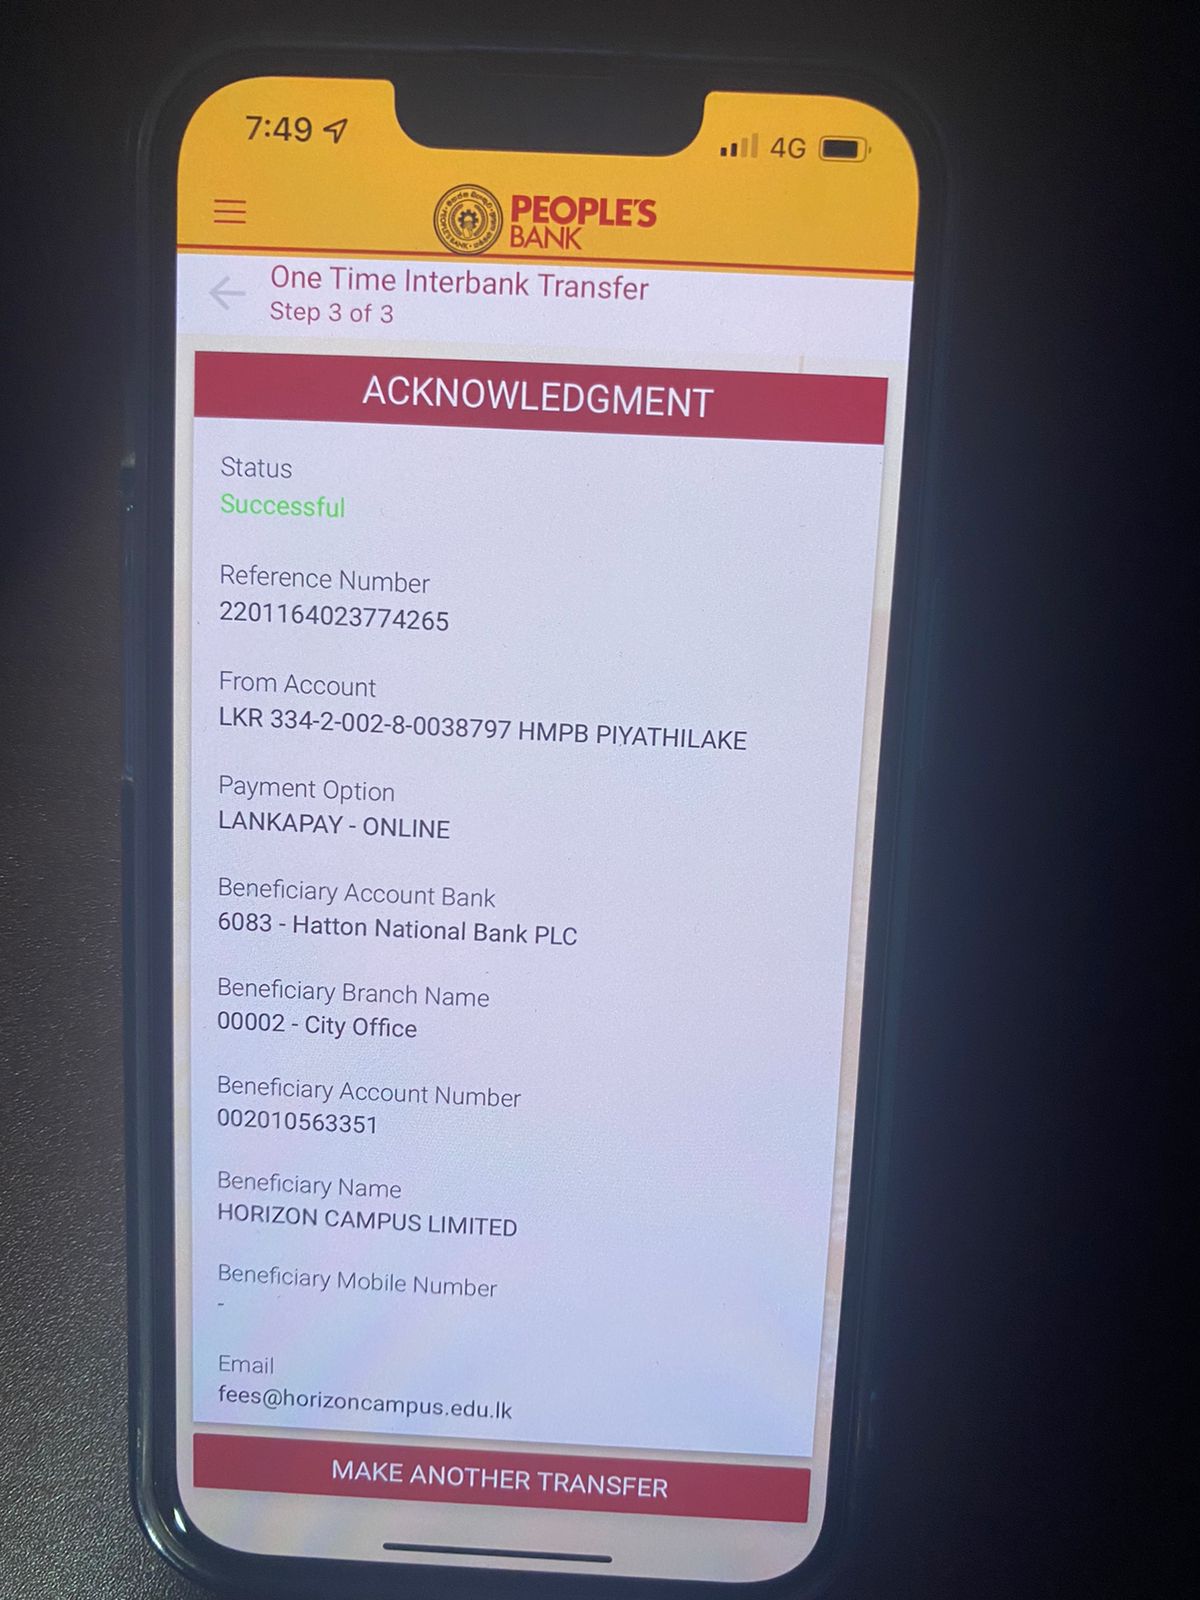 7:49
4G
PEOPLE'S
BANK
One Time Interbank Transfer
Step 3 of 3
ACKNOWLEDGMENT
Status
Successful
Reference Number
2201164023774265
From Account
LKR 334-2-002-8-0038797 HMPB PIYATHILAKE
Payment Option
LANKAPAY - ONLINE
Beneficiary Account Bank
6083 - Hatton National Bank PLC
Beneficiary Branch Name
00002 - City Office
Beneficiary Account Number
002010563351
Beneficiary Name
HORIZON CAMPUS LIMITED
Beneficiary Mobile Number
-
Email
fees@horizoncampus.edu.lk
MAKE ANOTHER TRANSFER